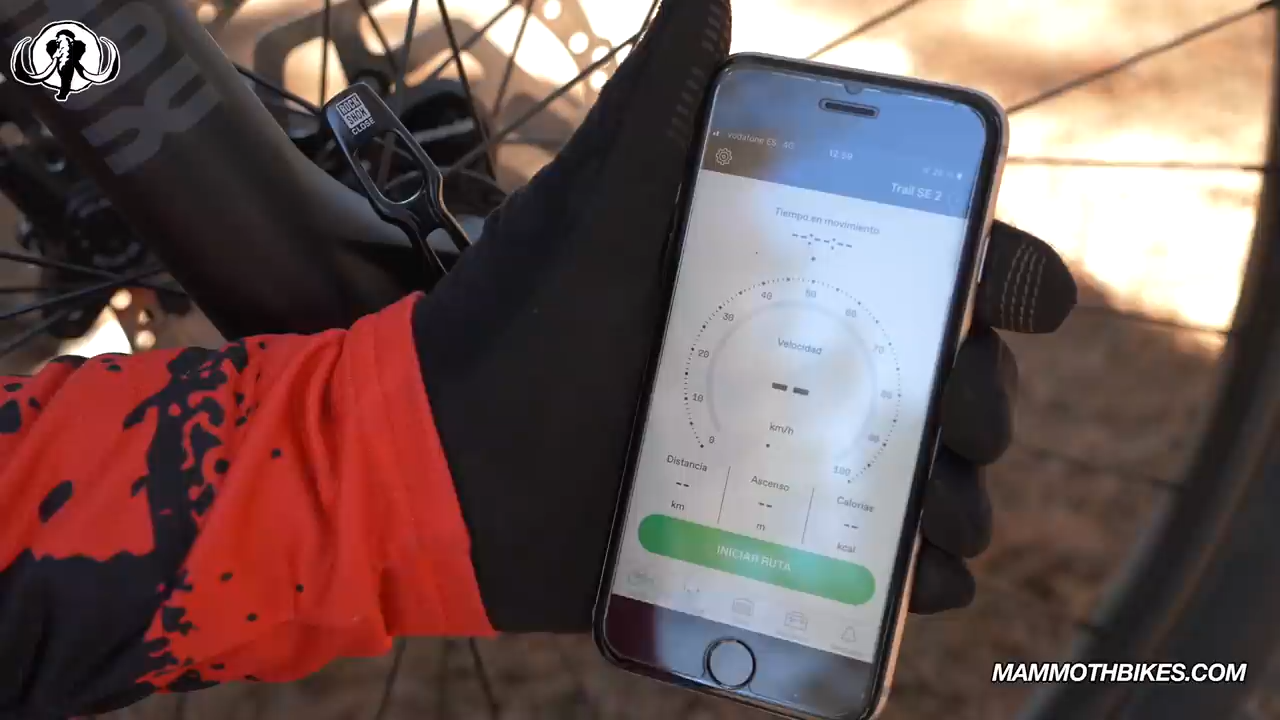 ROCK
SHOX
CLOSE
vodafone ES 4G
12:59
Trail SE 2
Tiempo en movimiento
--:--:--
50
40
60
30
70
Velocidad
20
80
--
10
km/h
90
0
100
Distancia
Ascenso
Calorías
--
--
--
km
m
kcal
INICIAR RUTA
MAMMOTHBIKES.COM